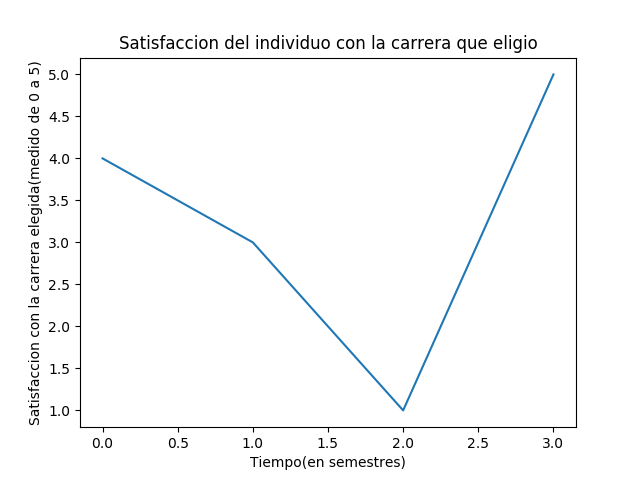 Satisfaccion del individuo con la carrera que eligio
Satisfaccion con la carrera elegida(medido de 0 a 5)
5.0
4.5
4.0
3.5
3.0
2.5
2.0
1.5
1.0
0.0 0.5 1.0 1.5 2.0 2.5 3.0
Tiempo(en semestres)